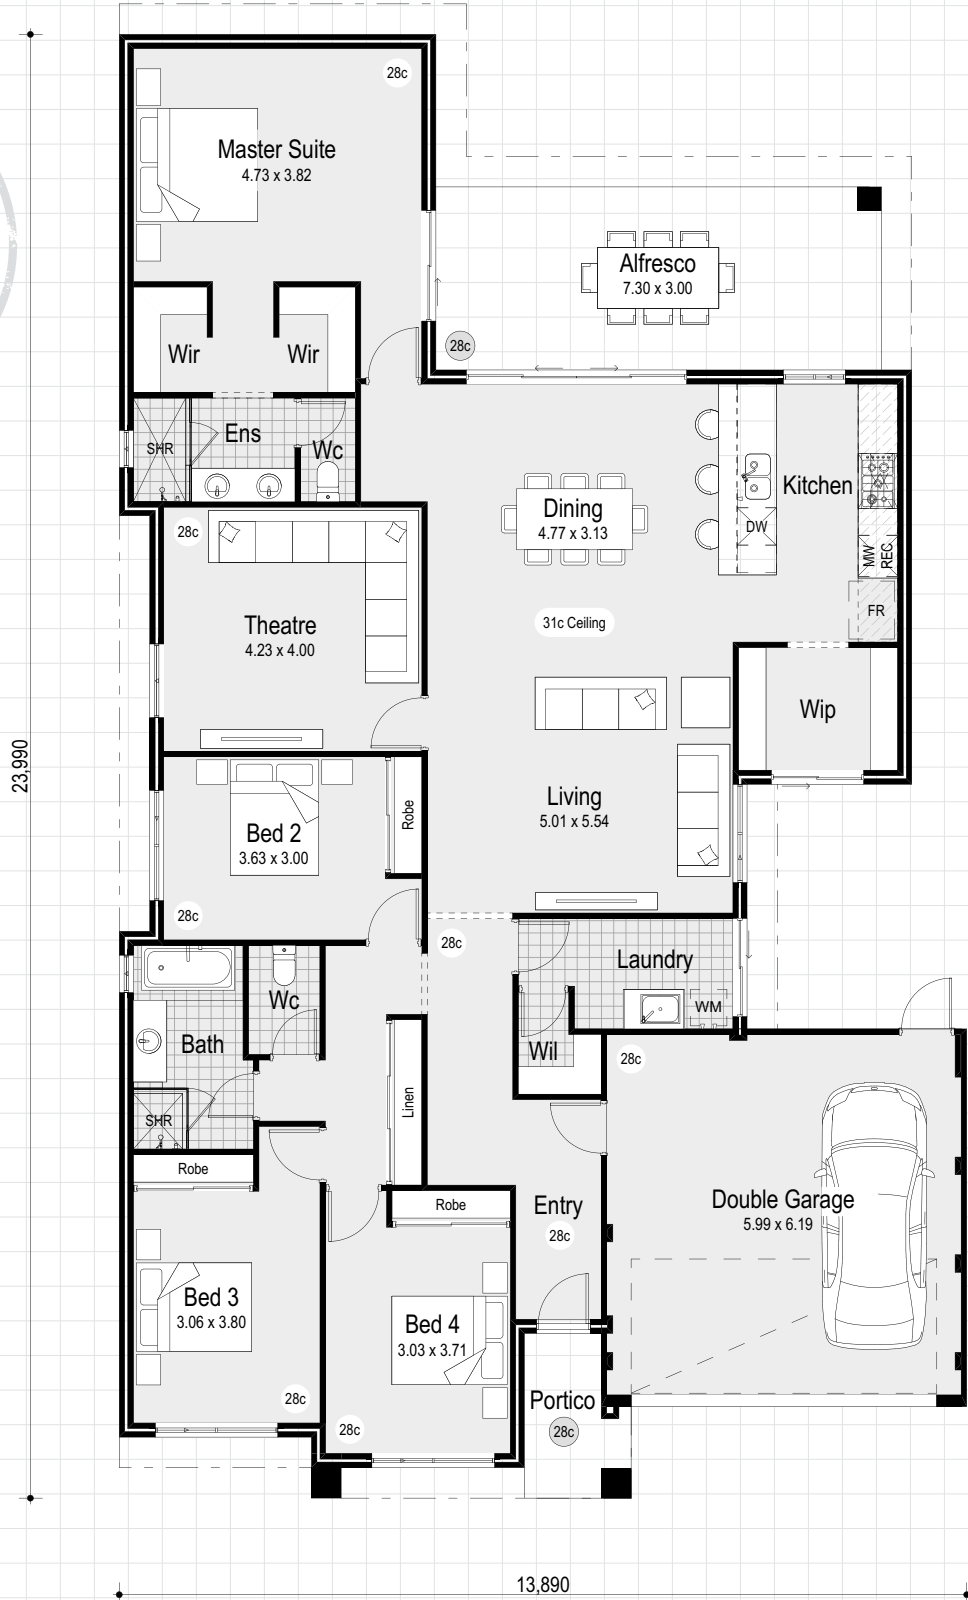 28c
Master Suite
4.73 x 3.82
Alfresco
7.30 x 3.00
Wir
Wir
28c
SHR
Ens
Wc
Kitchen
28c
Dining
4.77 x 3.13
DW
MW
REC
FR
Theatre
4.23 x 4.00
31c Ceiling
Wip
23,990
Living
5.01 x 5.54
Robe
Bed 2
3.63 x 3.00
28c
28c
Laundry
Wc
WM
Bath
Wil
28c
Linen
SHR
Robe
Robe
Entry
28c
Double Garage
5.99 x 6.19
Bed 3
3.06 x 3.80
Bed 4
3.03 x 3.71
28c
28c
Portico
28c
13,890